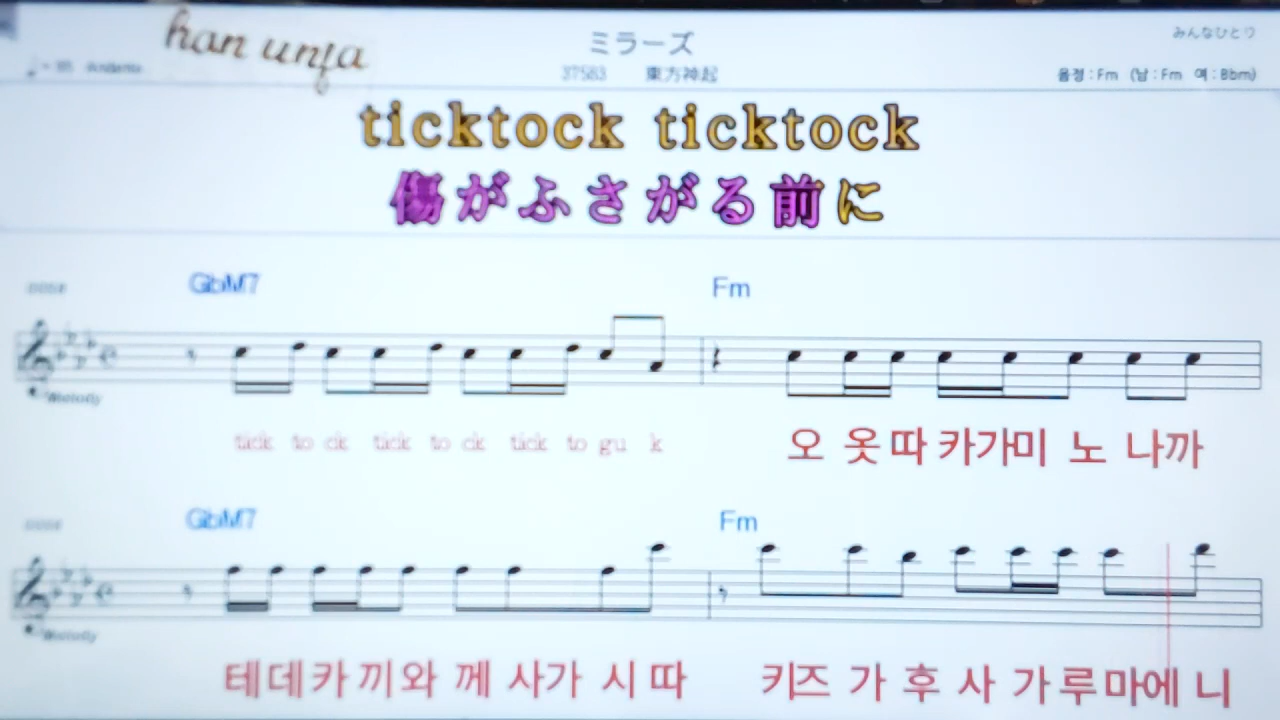 han unja
ミラーズ
みんなひとり
37583 東方神起
음정 : Fm (남 : Fm 여 : Bbm)
ticktock ticktock
傷がふさがる前に
GbM7 Fm
Melody
tick to ck tick to ck tick to gu k 오 옷 따 카가미 노 나까
GbM7 Fm
Melody
테데카 끼와 께 사가 시 따 키즈 가 후 사 가 루마에 니